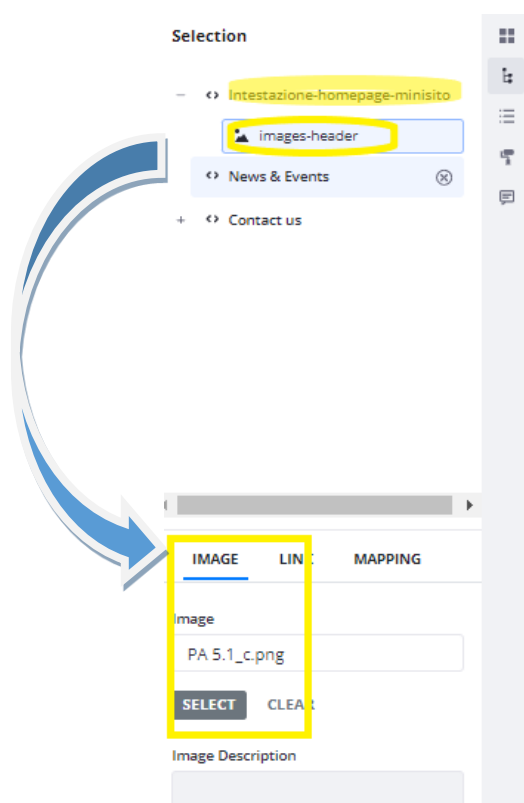 Selection
Intestazione-homepage-minisito
images-header
News & Events
Contact us
IMAGE LINK MAPPING
Image
PA 5.1_c.png
SELECT CLEAR
Image Description